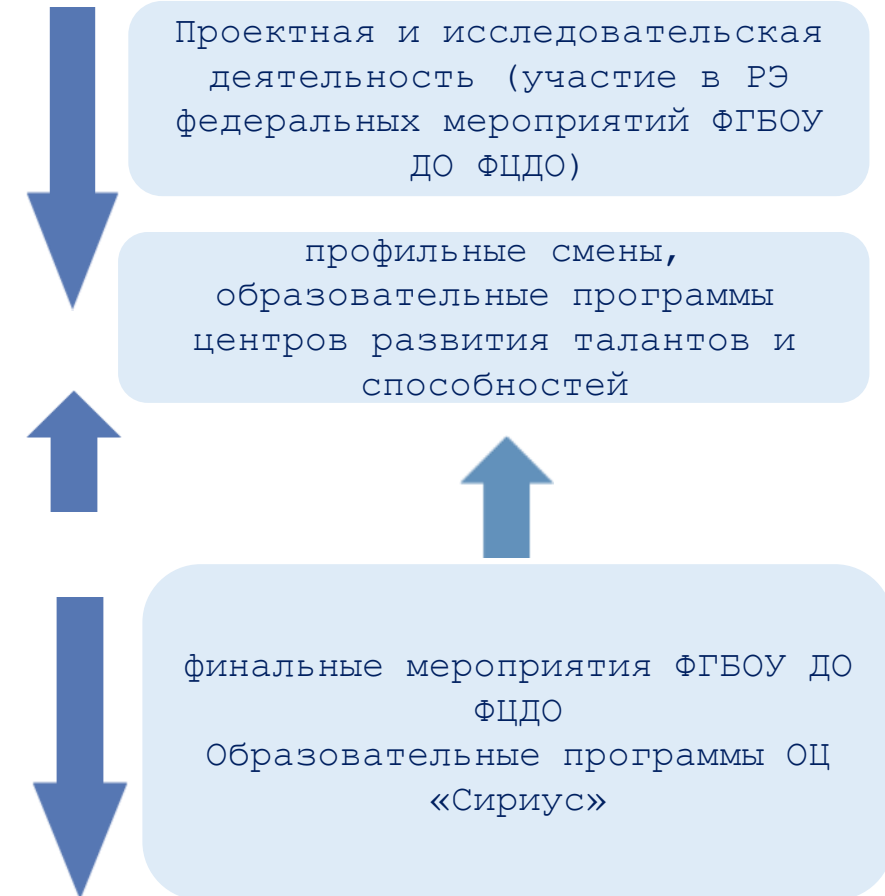 Проектная и исследовательская
деятельность (участие в РЭ
федеральных мероприятий ФГБОУ
ДО ФЦДО)
профильные смены,
образовательные программы
центров развития талантов и
способностей
финальные мероприятия ФГБОУ ДО
ФЦДО
Образовательные программы ОЦ
«Сириус»